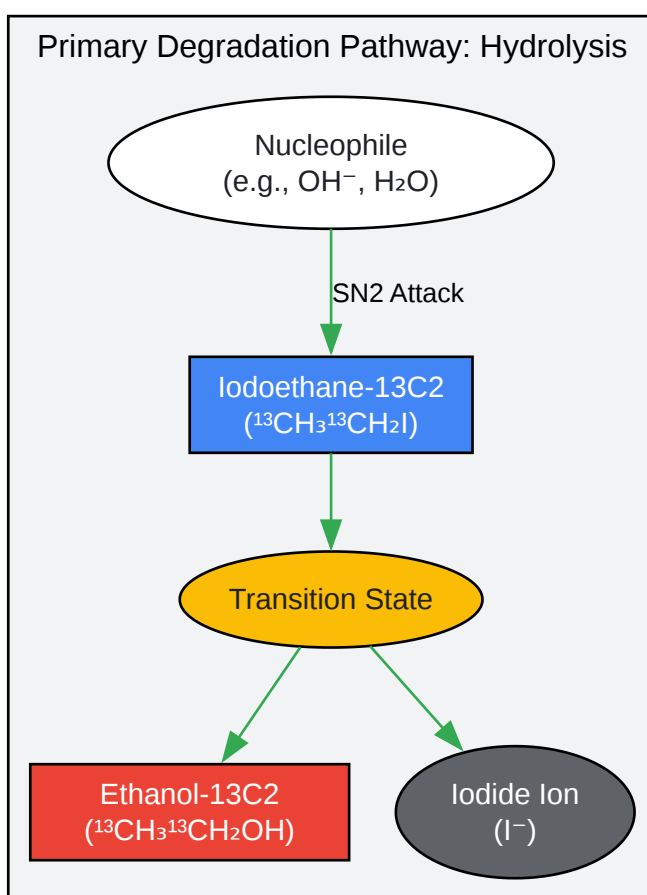 Primary Degradation Pathway: Hydrolysis
Nucleophile
(e.g., OH⁻, H₂O)
SN2 Attack
Iodoethane-13C2
(¹³CH₃¹³CH₂I)
Transition State
Ethanol-13C2
(¹³CH₃¹³CH₂OH)
Iodide Ion
(I⁻)